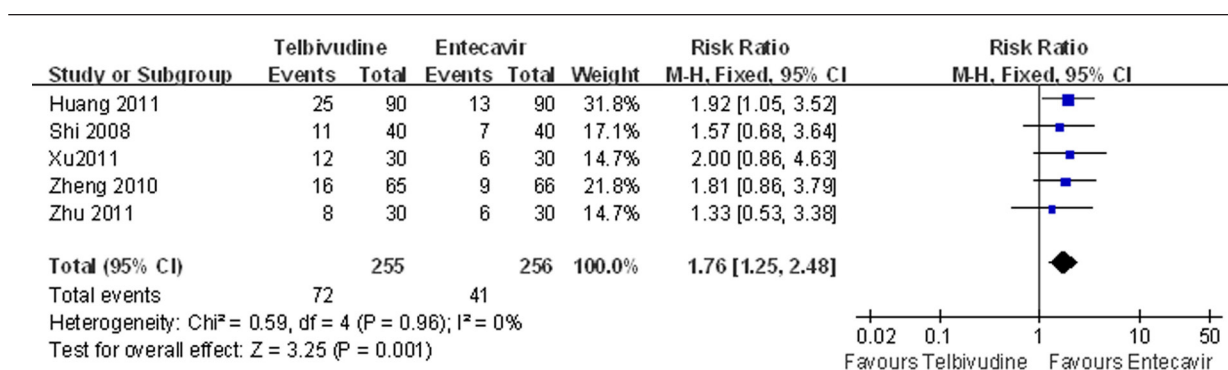 Telbivudine Entecavir Risk Ratio Risk Ratio
Study or Subgroup Events Total Events Total Weight M-H, Fixed, 95% CI M-H, Fixed, 95% CI
Huang 2011 25 90 13 90 31.8% 1.92 [1.05, 3.52]
Shi 2008 11 40 7 40 17.1% 1.57 [0.68, 3.64]
Xu2011 12 30 6 30 14.7% 2.00 [0.86, 4.63]
Zheng 2010 16 65 9 66 21.8% 1.81 [0.86, 3.79]
Zhu 2011 8 30 6 30 14.7% 1.33 [0.53, 3.38]
Total (95% CI) 255 256 100.0% 1.76 [1.25, 2.48]
Total events 72 41
Heterogeneity: Chi² = 0.59, df = 4 (P = 0.96); I² = 0%
Test for overall effect: Z = 3.25 (P = 0.001)
0.02 0.1 1 10 50
Favours Telbivudine Favours Entecavir